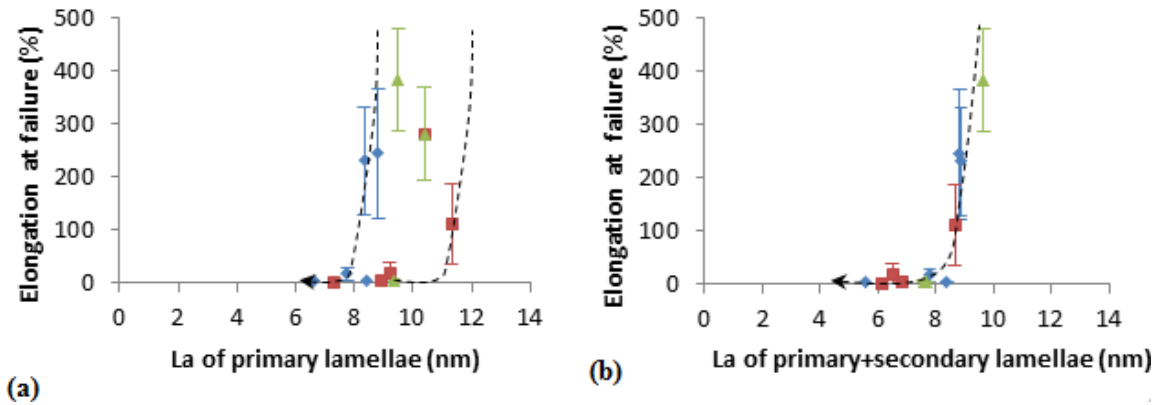 Elongation at failure (%)
500
400
300
200
100
0
0 2 4 6 8 10 12 14
La of primary lamellae (nm)
(a)
Elongation at failure (%)
500
400
300
200
100
0
0 2 4 6 8 10 12 14
La of primary+secondary lamellae (nm)
(b)